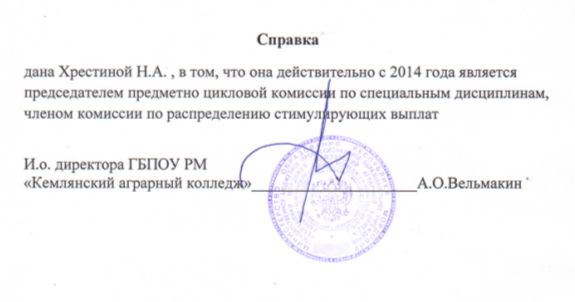 Справка
дана Хрестиной Н.А. , в том, что она действительно с 2014 года является
председателем предметно цикловой комиссии по специальным дисциплинам,
членом комиссии по распределению стимулирующих выплат
И.о. директора ГБПОУ РМ
«Кемлянский аграрный колледж»____________________А.О.Вельмакин